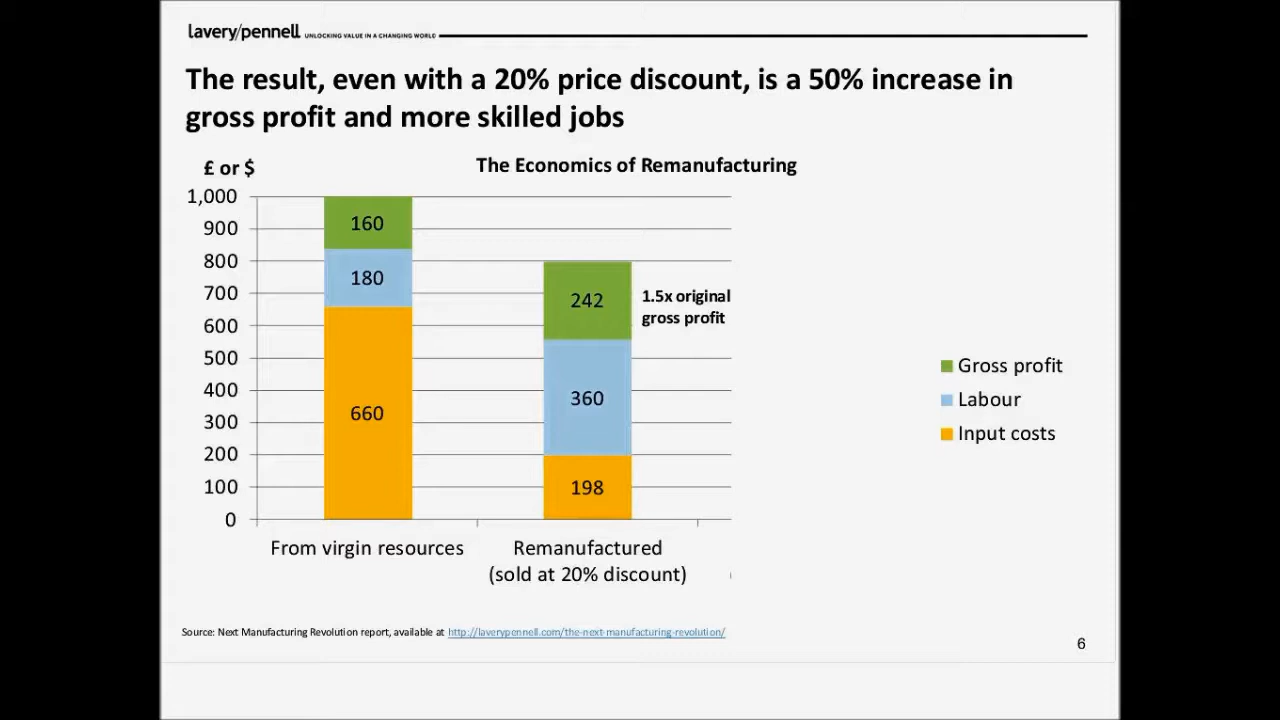 lavery/pennell UNLOCKING VALUE IN A CHANGING WORLD
The result, even with a 20% price discount, is a 50% increase in
gross profit and more skilled jobs
£ or $
The Economics of Remanufacturing
1,000
900
800
700
600
500
400
300
200
100
0
160
180
660
242
360
198
1.5x original
gross profit
From virgin resources
Remanufactured
(sold at 20% discount)
Gross profit
Labour
Input costs
Source: Next Manufacturing Revolution report, available at http://laverypennell.com/the-next-manufacturing-revolution/
6